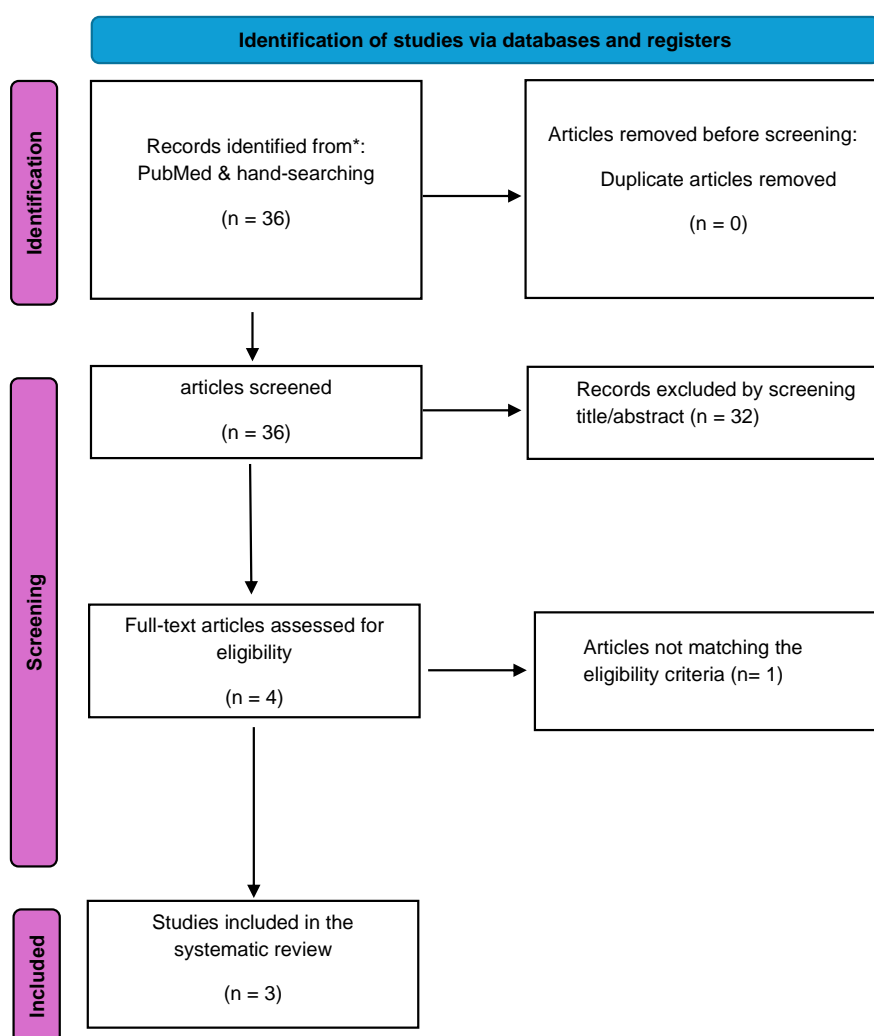 Identification of studies via databases and registers
Identification
Records identified from*:
PubMed & hand-searching
(n = 36)
Articles removed before screening:
Duplicate articles removed
(n = 0)
Screening
articles screened
(n = 36)
Records excluded by screening
title/abstract (n = 32)
Full-text articles assessed for
eligibility
(n = 4)
Articles not matching the
eligibility criteria (n= 1)
Included
Studies included in the
systematic review
(n = 3)